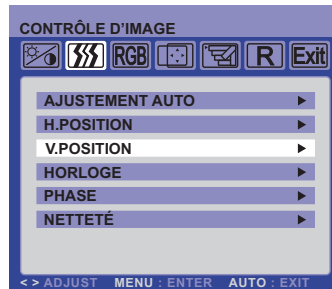 CONTRÔLE D'IMAGE
RGB R Exit
AJUSTEMENT AUTO
H.POSITION
V.POSITION
HORLOGE
PHASE
NETTETÉ
< > ADJUST MENU : ENTER AUTO : EXIT